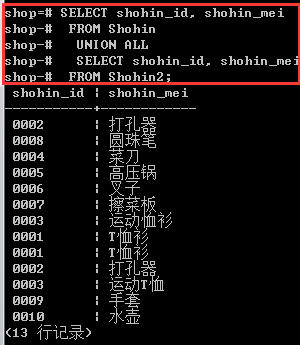 shop=# SELECT shohin_id, shohin_mei
shop-# FROM Shohin
shop-# UNION ALL
shop-# SELECT shohin_id, shohin_mei
shop-# FROM Shohin2;
shohin_id | shohin_mei
-----------+------------
0002 | 打孔器
0008 | 圆珠笔
0004 | 菜刀
0005 | 高压锅
0006 | 叉子
0007 | 擦菜板
0003 | 运动恤衫
0001 | T恤衫
0001 | T恤衫
0002 | 打孔器
0003 | 运动T恤
0009 | 手套
0010 | 水壶
(13 行记录)